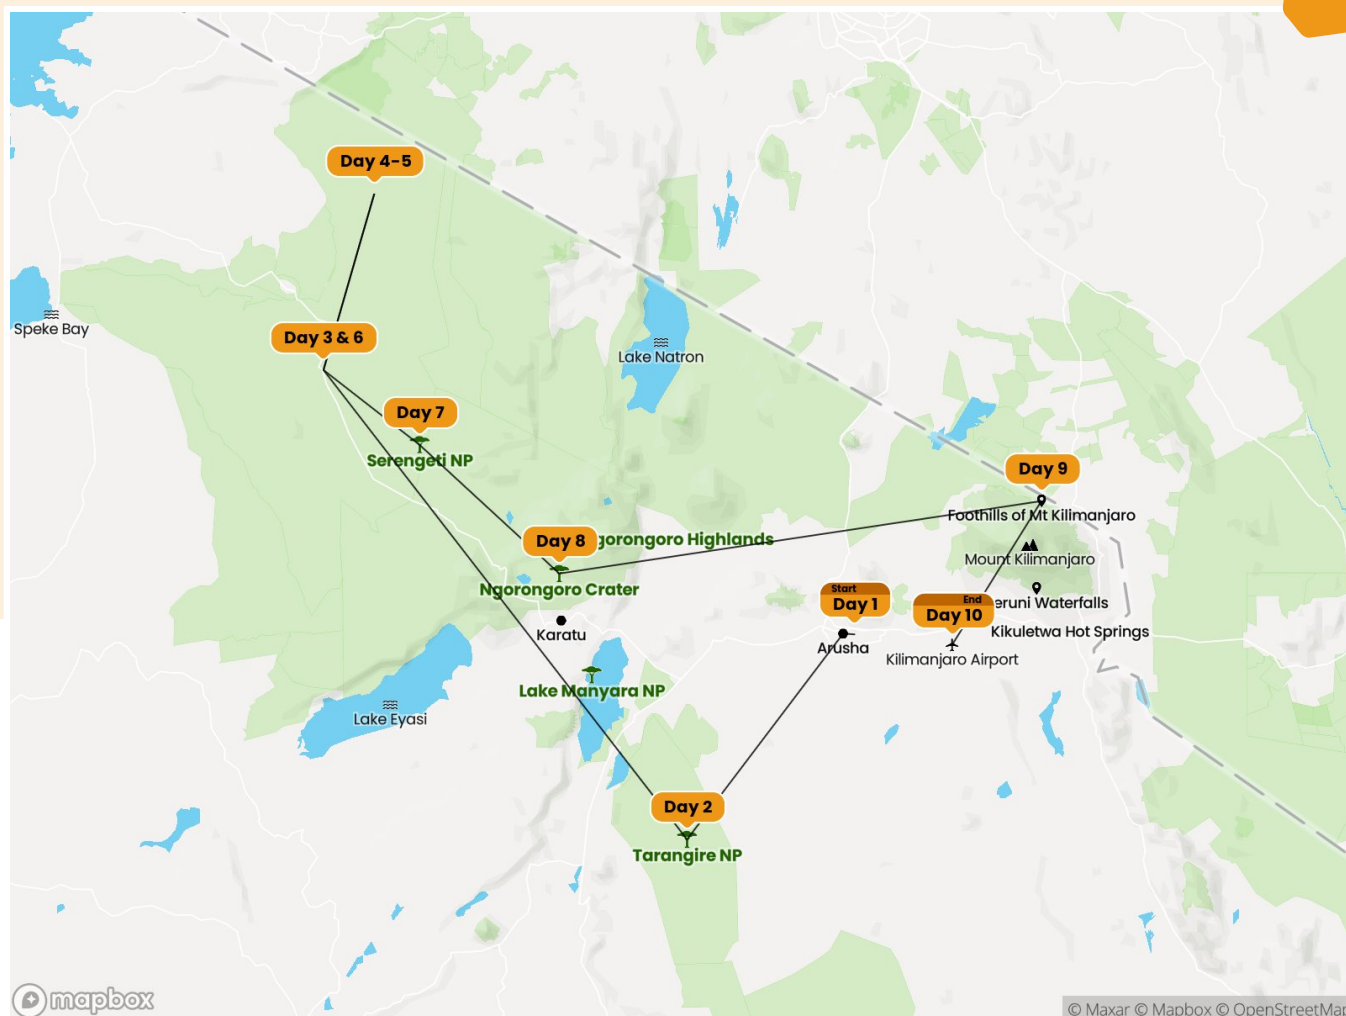 Day 4-5
Speke Bay
Day 3 & 6
Lake Natron
Day 7
Serengeti NP
Day 9
Foothills of Mt Kilimanjaro
Day 8
gorongoro Highlands
Mount Kilimanjaro
Ngorongoro Crater
Start
Day 1
End
Day 10
eruni Waterfalls
Karatu
Arusha
Kikuletwa Hot Springs
Kilimanjaro Airport
Lake Manyara NP
Lake Eyasi
Day 2
Tarangire NP
mapbox
© Maxar © Mapbox © OpenStreetMap